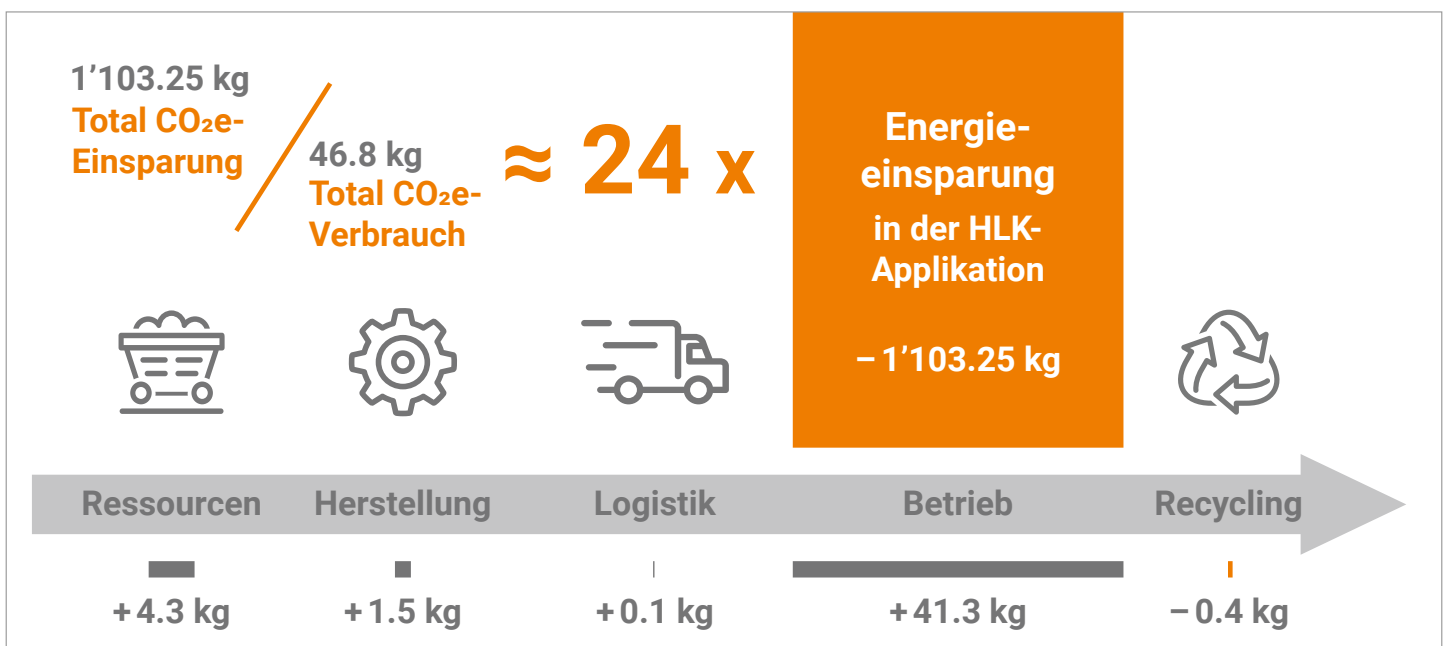 1’103.25 kg
Total CO₂e-
Einsparung
46.8 kg
Total CO₂e-
Verbrauch
≈ 24 x
Energie-
einsparung
in der HLK-
Applikation
– 1’103.25 kg
Ressourcen
Herstellung
Logistik
Betrieb
Recycling
+ 4.3 kg
+ 1.5 kg
+ 0.1 kg
+ 41.3 kg
– 0.4 kg